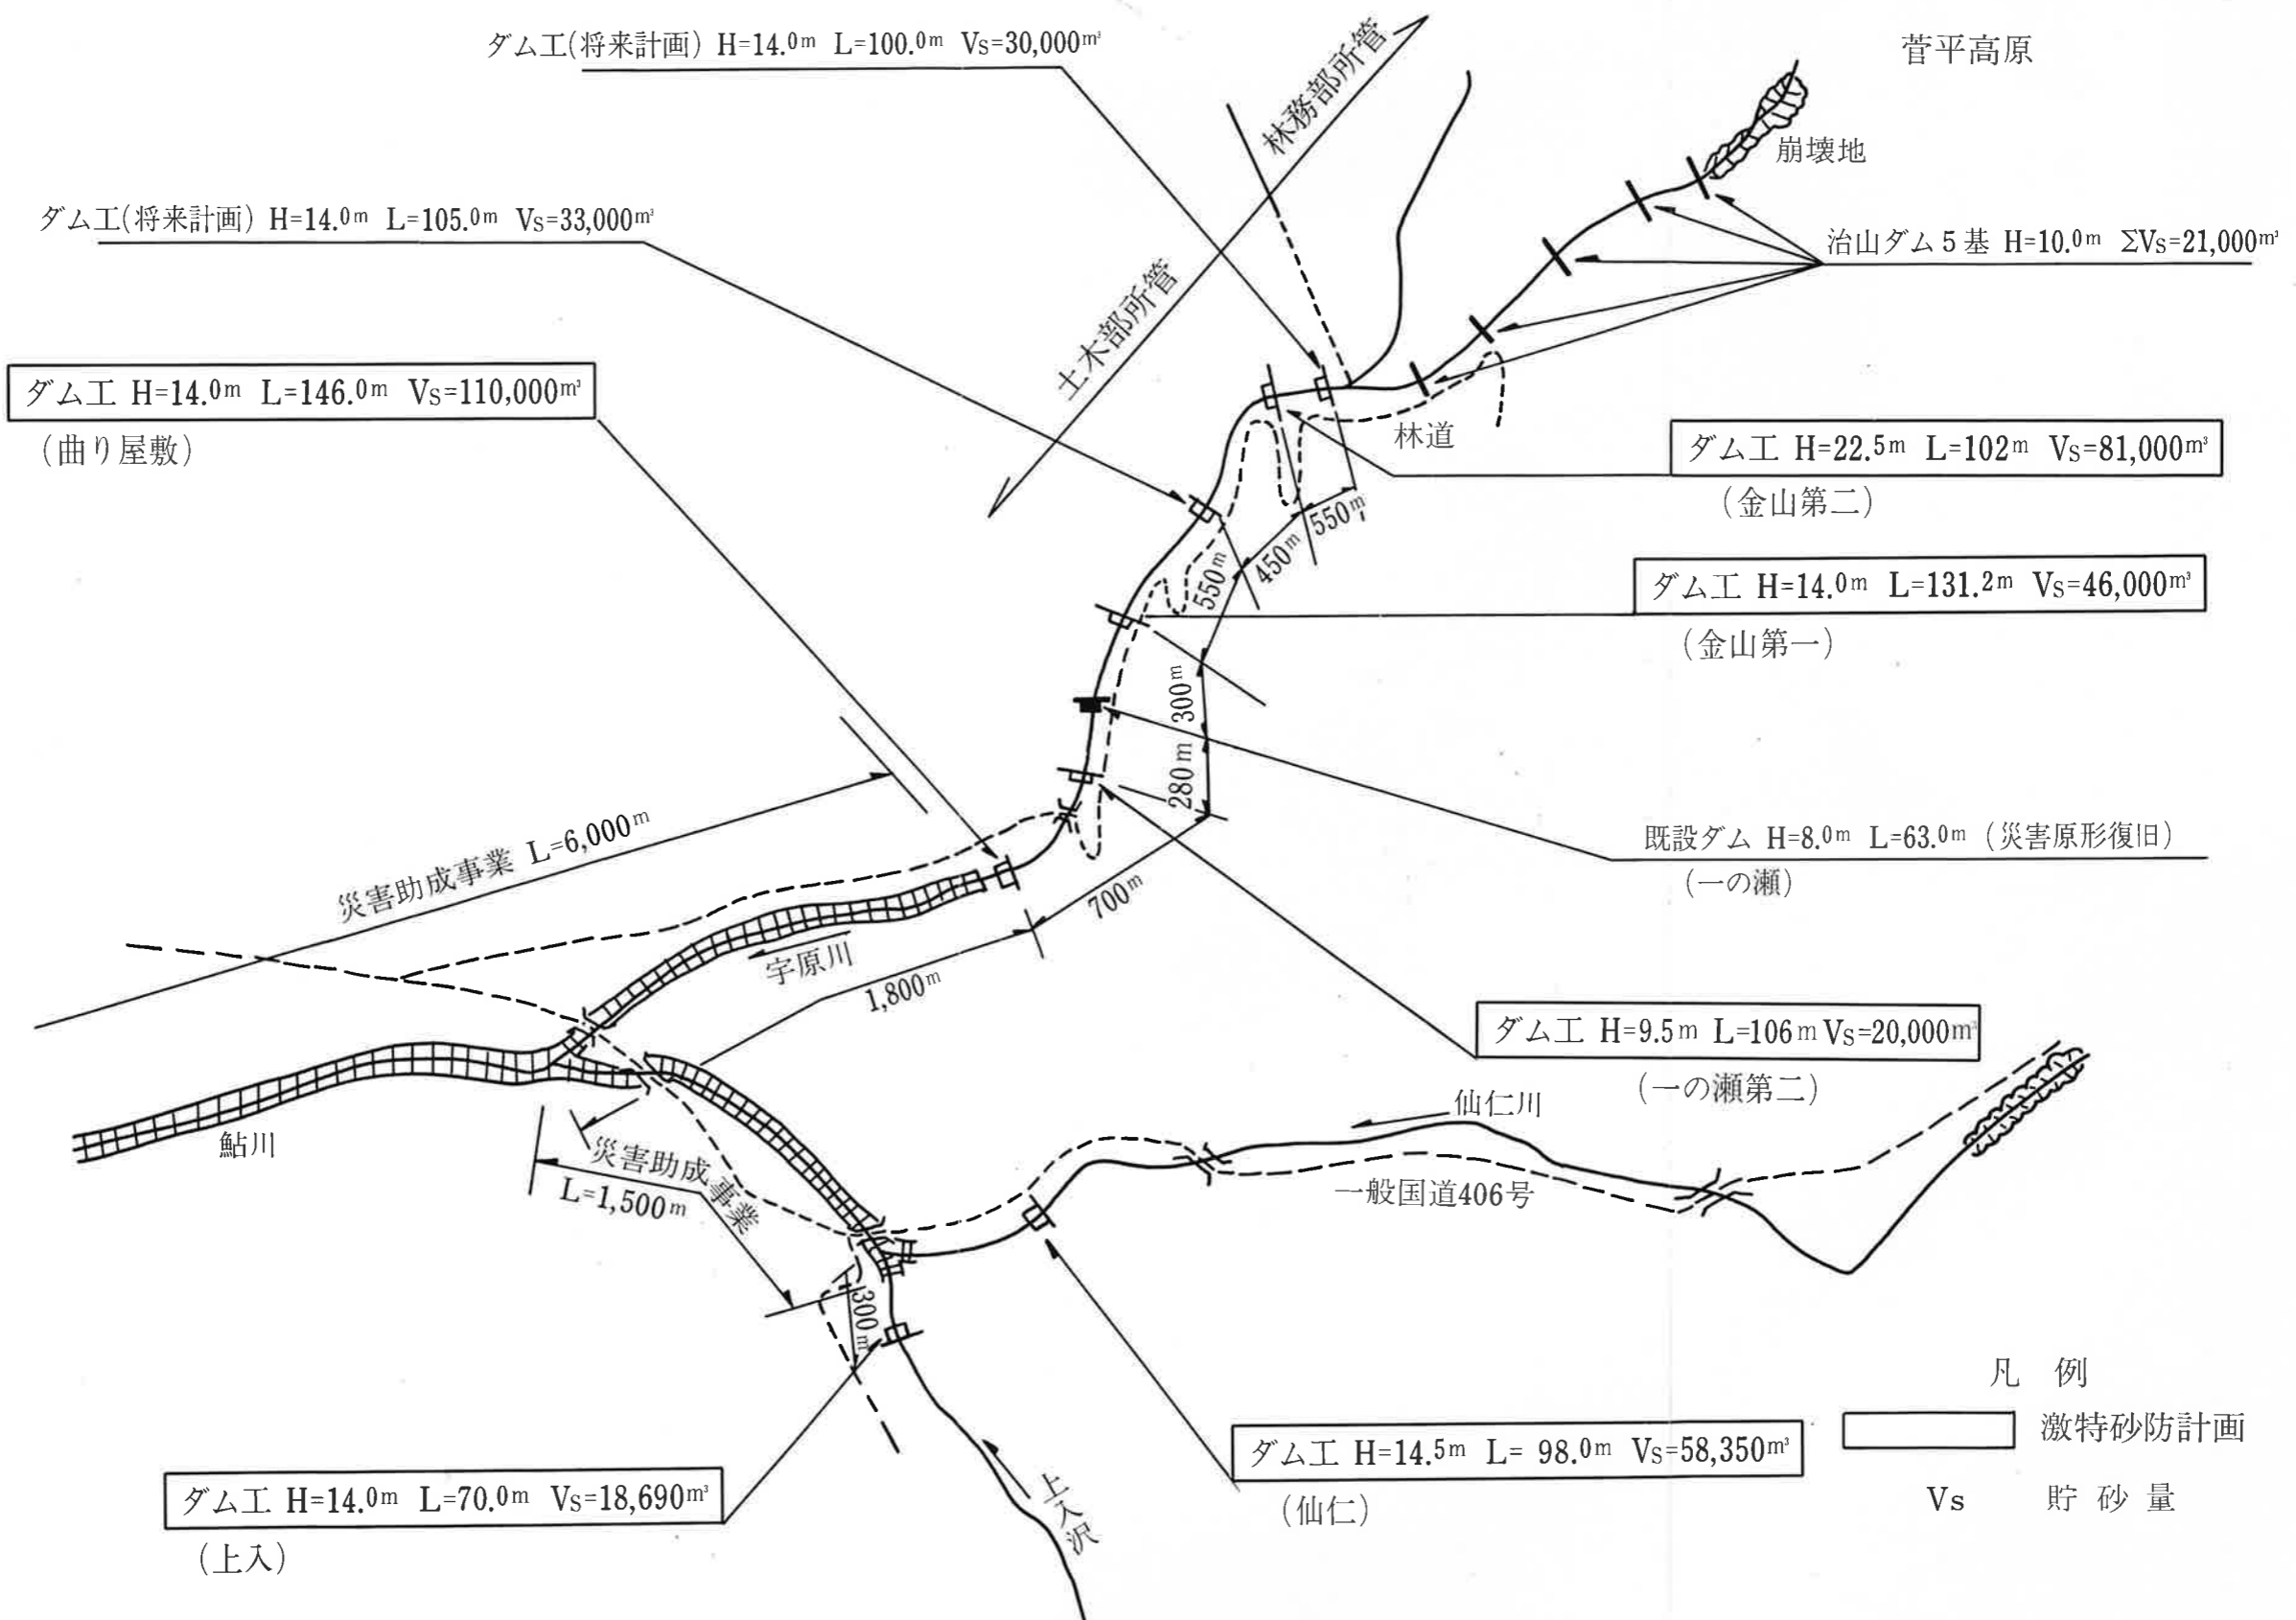 ダム工(将来計画) H=14.0m L=100.0m Vs=30,000m³
菅平高原
林務部所管
崩壊地
ダム工(将来計画) H=14.0m L=105.0m Vs=33,000m³
治山ダム5基 H=10.0m ΣVs=21,000m³
土木部所管
ダム工 H=14.0m L=146.0m Vs=110,000m³
(曲り屋敷)
林道
ダム工 H=22.5m L=102m Vs=81,000m³
(金山第二)
550m
450m
550m
ダム工 H=14.0m L=131.2m Vs=46,000m³
(金山第一)
300m
280m
災害助成事業 L=6,000m
既設ダム H=8.0m L=63.0m (災害原形復旧)
(一の瀬)
700m
宇原川
1,800m
ダム工 H=9.5m L=106m Vs=20,000m³
(一の瀬第二)
仙仁川
鮎川
災害助成事業
L=1,500m
一般国道406号
300m
凡 例
激特砂防計画
Vs 貯砂量
ダム工 H=14.5m L= 98.0m Vs=58,350m³
(仙仁)
上入沢
ダム工 H=14.0m L=70.0m Vs=18,690m³
(上入)